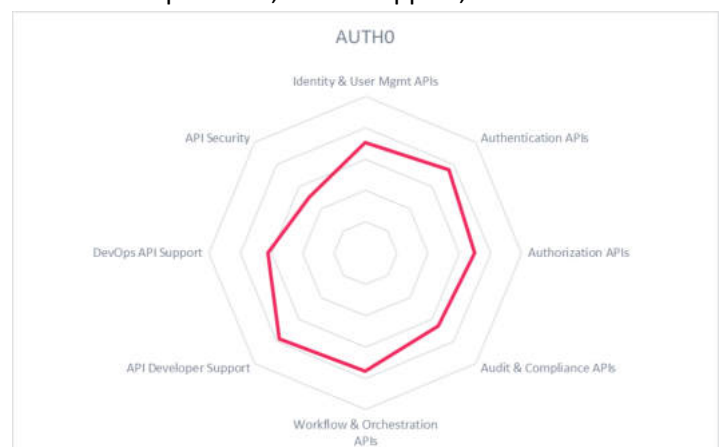 AUTH0
Identity & User Mgmt APIs
API Security
Authentication APIs
DevOps API Support
Authorization APIs
API Developer Support
Audit & Compliance APIs
Workflow & Orchestration
APIs